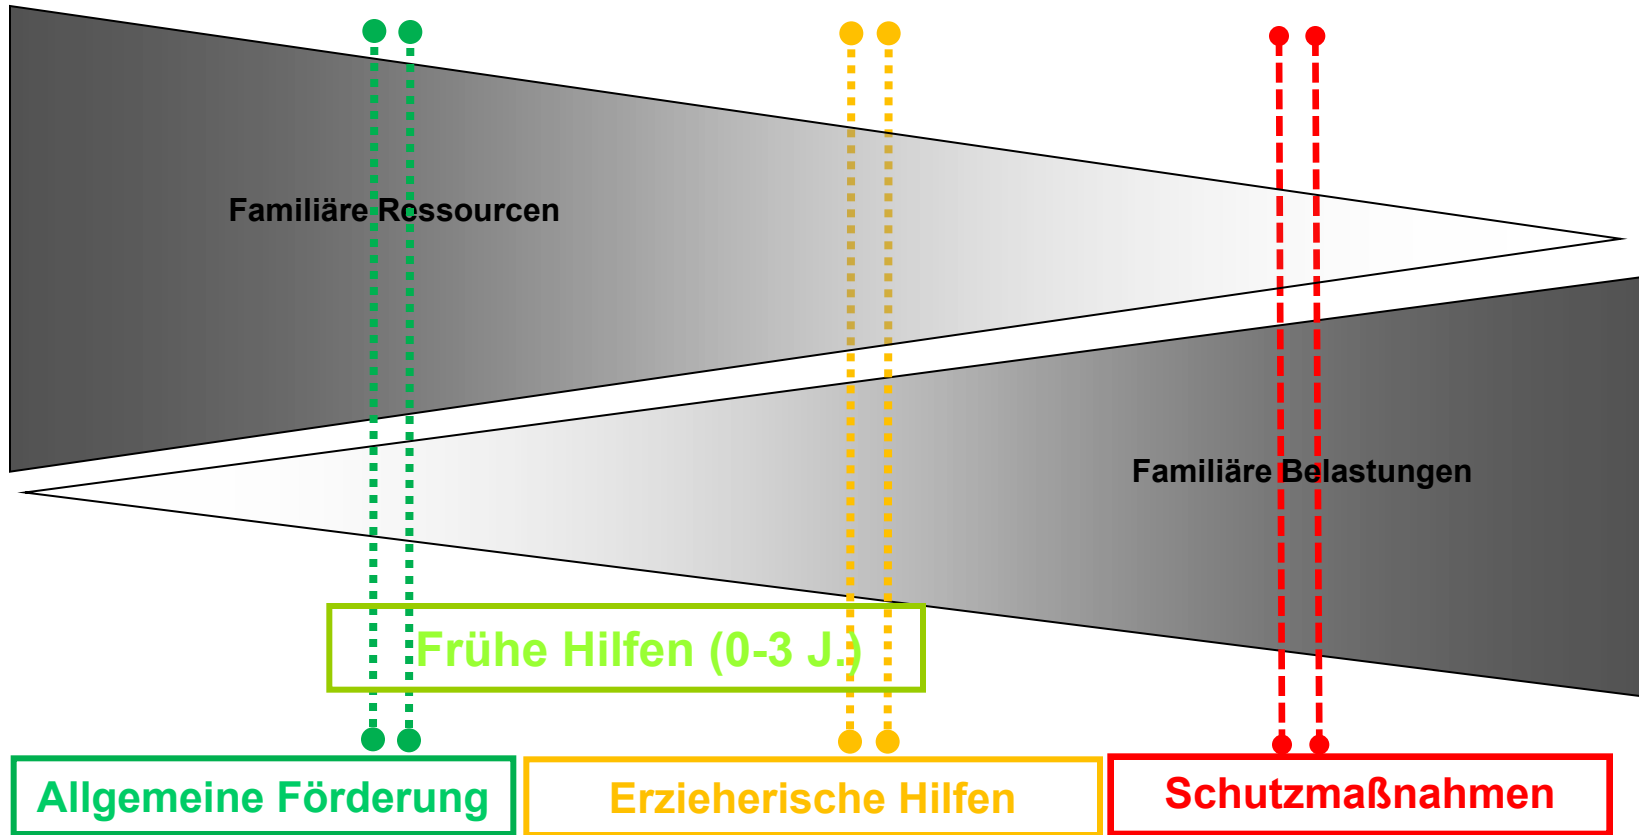 Familiäre Ressourcen
Familiäre Belastungen
Frühe Hilfen (0-3 J.)
Allgemeine Förderung
Erzieherische Hilfen
Schutzmaßnahmen